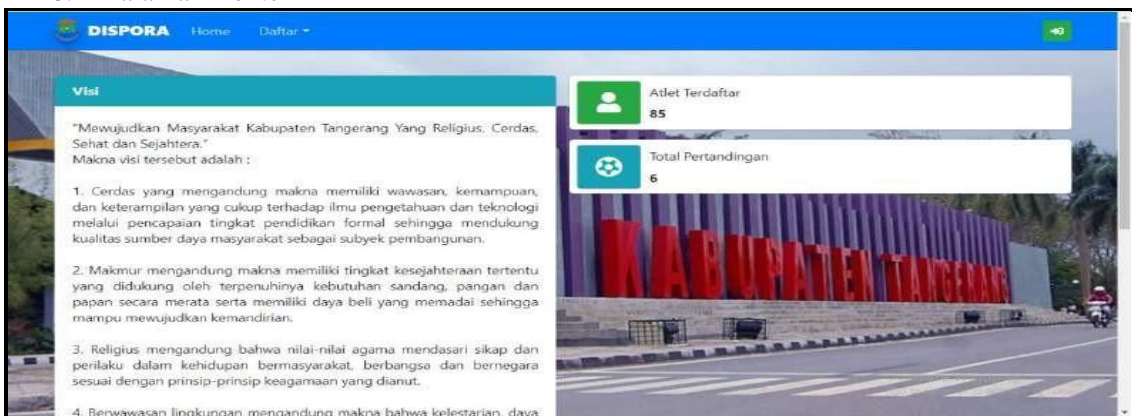 DISPORA Home Daftar
Visi
"Mewujudkan Masyarakat Kabupaten Tangerang Yang Religius, Cerdas,
Sehat dan Sejahtera."
Makna visi tersebut adalah :
1. Cerdas yang mengandung makna memiliki wawasan, kemampuan,
dan keterampilan yang cukup terhadap ilmu pengetahuan dan teknologi
melalui pencapaian tingkat pendidikan formal sehingga mendukung
kualitas sumber daya masyarakat sebagai subyek pembangunan.
2. Makmur mengandung makna memiliki tingkat kesejahteraan tertentu
yang didukung oleh terpenuhinya kebutuhan sandang, pangan dan
papan secara merata serta memiliki daya beli yang memadai sehingga
mampu mewujudkan kemandirian.
3. Religius mengandung bahwa nilai-nilai agama mendasari sikap dan
perilaku dalam kehidupan bermasyarakat, berbangsa dan bernegara
sesuai dengan prinsip-prinsip keagamaan yang dianut.
4. Berwawasan lingkungan mengandung makna bahwa kelestarian, daya
Atlet Terdaftar
85
Total Pertandingan
6
KABUPATEN TANGERANG